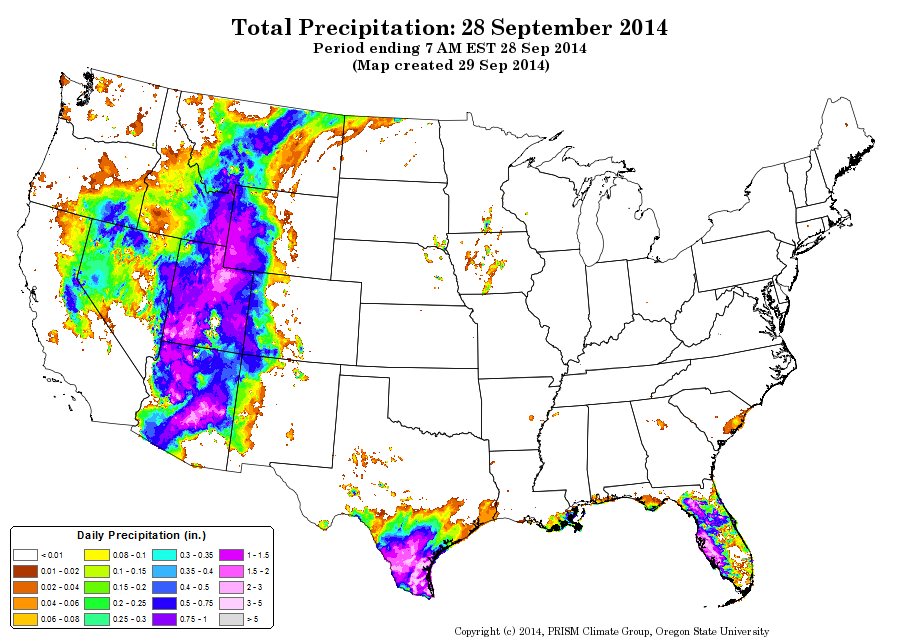 Total Precipitation: 28 September 2014
Period ending 7 AM EST 28 Sep 2014
(Map created 29 Sep 2014)
Daily Precipitation (in.)
< 0.01 0.08 - 0.1 0.3 - 0.35 1 - 1.5
0.01 - 0.02 0.1 - 0.15 0.35 - 0.4 1.5 - 2
0.02 - 0.04 0.15 - 0.2 0.4 - 0.5 2 - 3
0.04 - 0.06 0.2 - 0.25 0.5 - 0.75 3 - 5
0.06 - 0.08 0.25 - 0.3 0.75 - 1 > 5
Copyright (c) 2014, PRISM Climate Group, Oregon State University